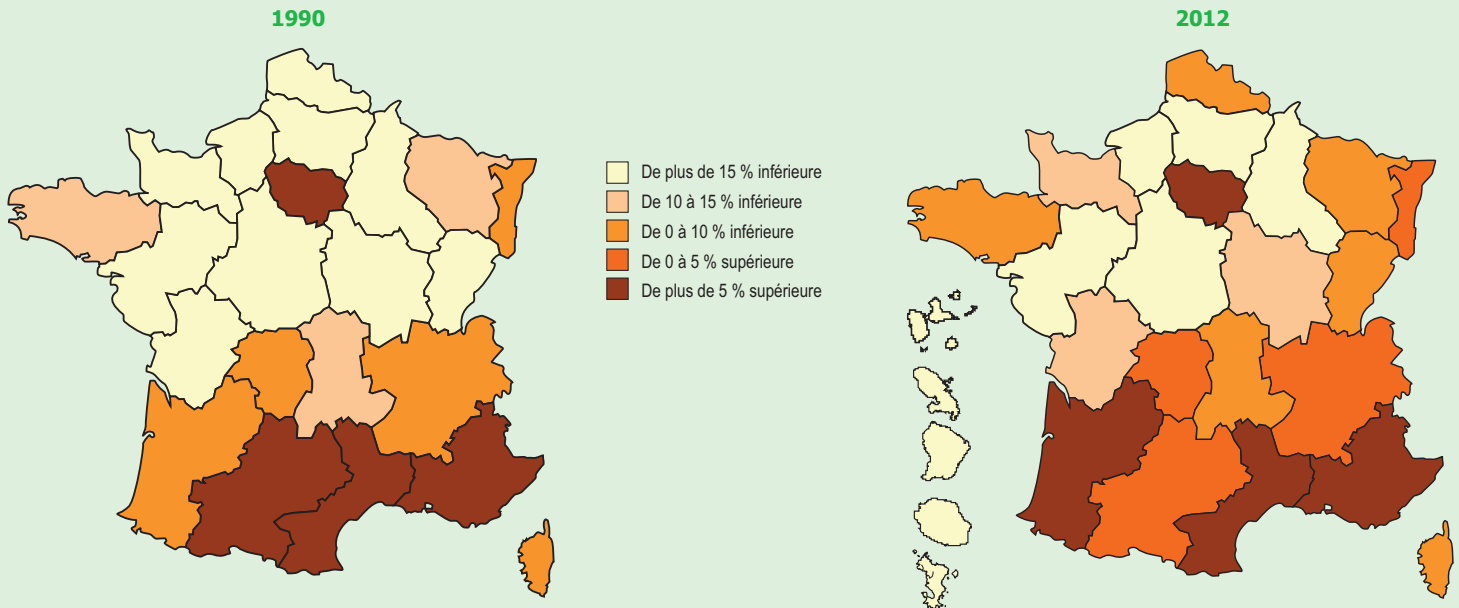 1990
2012
De plus de 15 % inférieure
De 10 à 15 % inférieure
De 0 à 10 % inférieure
De 0 à 5 % supérieure
De plus de 5 % supérieure